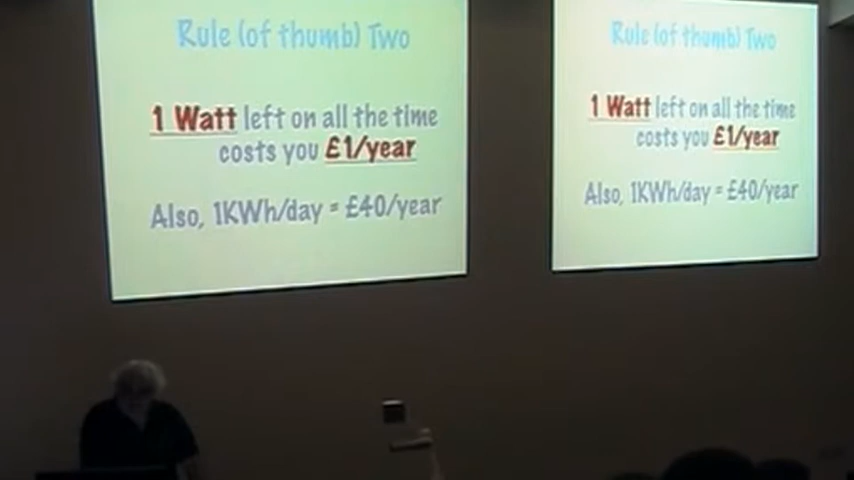 Rule (of thumb) Two
1 Watt left on all the time
costs you £1/year
Also, 1KWh/day = £40/year
Rule (of thumb) Two
1 Watt left on all the time
costs you £1/year
Also, 1KWh/day = £40/year